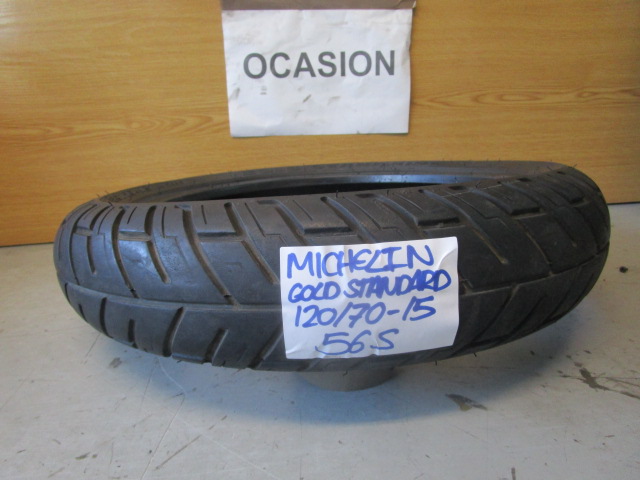 OCASION
MICHELIN
GOLD STANDARD
120/70-15
56S